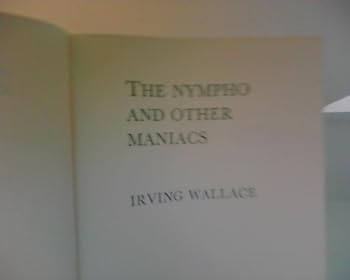 THE NYMPHO
AND OTHER
MANIACS
IRVING WALLACE